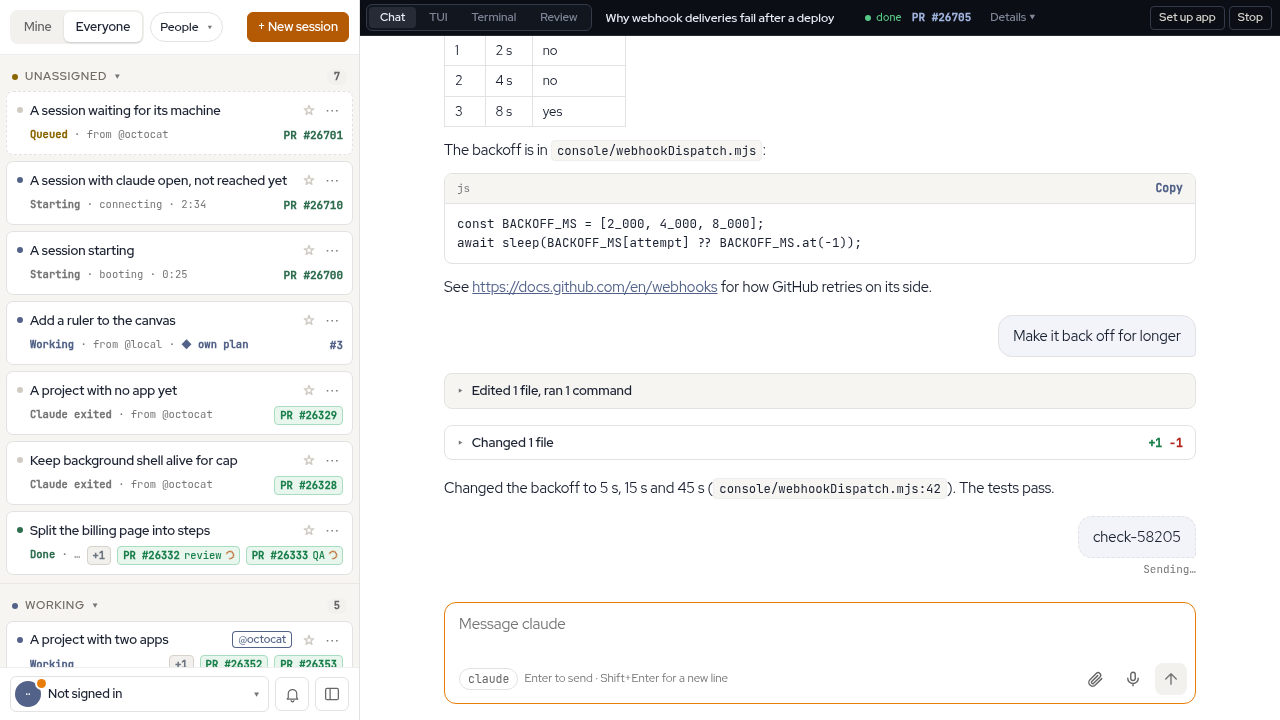 Mine Everyone People ▾ + New session
Chat TUI Terminal Review Why webhook deliveries fail after a deploy done PR #26705 Details ▾ Set up app Stop
UNASSIGNED ▾ 7
A session waiting for its machine
Queued · from @octocat PR #26701
A session with claude open, not reached yet
Starting · connecting · 2:34 PR #26710
A session starting
Starting · booting · 0:25 PR #26700
Add a ruler to the canvas
Working · from @local · ◆ own plan #3
A project with no app yet
Claude exited · from @octocat PR #26329
Keep background shell alive for cap
Claude exited · from @octocat PR #26328
Split the billing page into steps
Done · … +1 PR #26332 review PR #26333 QA
WORKING ▾ 5
A project with two apps @octocat
Working +1 PR #26352 PR #26353
Not signed in ▾
1 2 s no
2 4 s no
3 8 s yes
The backoff is in console/webhookDispatch.mjs:
js Copy
const BACKOFF_MS = [2_000, 4_000, 8_000];
await sleep(BACKOFF_MS[attempt] ?? BACKOFF_MS.at(-1));
See https://docs.github.com/en/webhooks for how GitHub retries on its side.
Make it back off for longer
▸ Edited 1 file, ran 1 command
▸ Changed 1 file +1 -1
Changed the backoff to 5 s, 15 s and 45 s (console/webhookDispatch.mjs:42). The tests pass.
check-58205
Sending…
Message claude
claude Enter to send · Shift+Enter for a new line